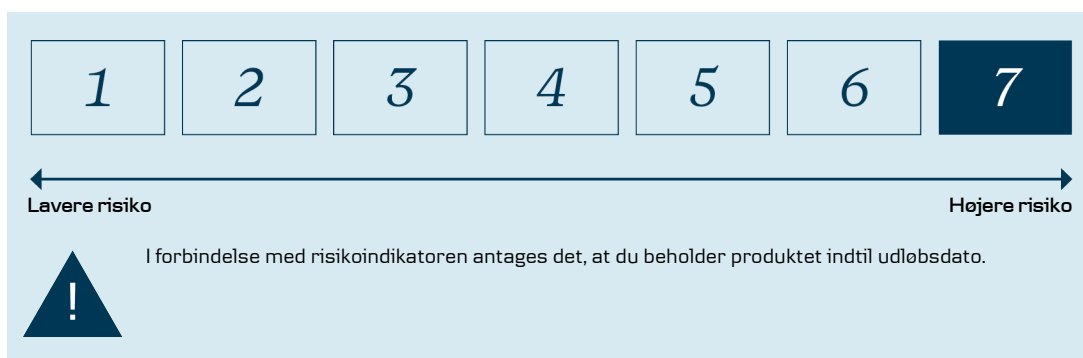 1 2 3 4 5 6 7
Lavere risiko Højere risiko
I forbindelse med risikoindikatoren antages det, at du beholder produktet indtil udløbsdato.
!